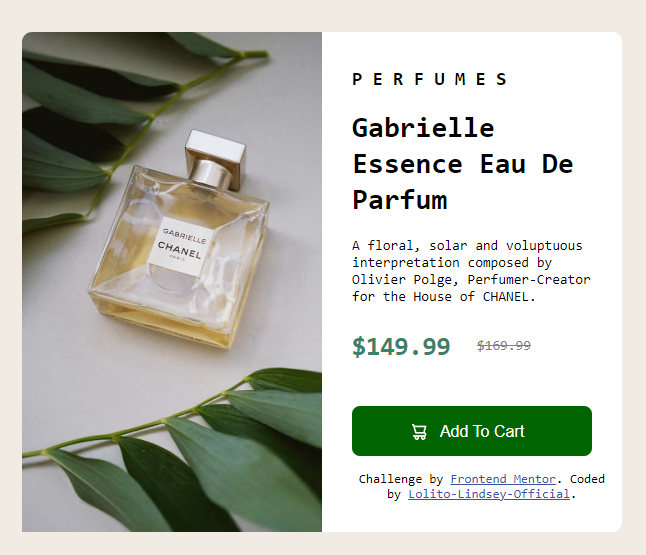 GABRIELLE
CHANEL
PARIS
PERFUMES
Gabrielle
Essence Eau De
Parfum
A floral, solar and voluptuous
interpretation composed by
Olivier Polge, Perfumer-Creator
for the House of CHANEL.
$149.99 $169.99
Add To Cart
Challenge by Frontend Mentor. Coded
by Lolito-Lindsey-Official.